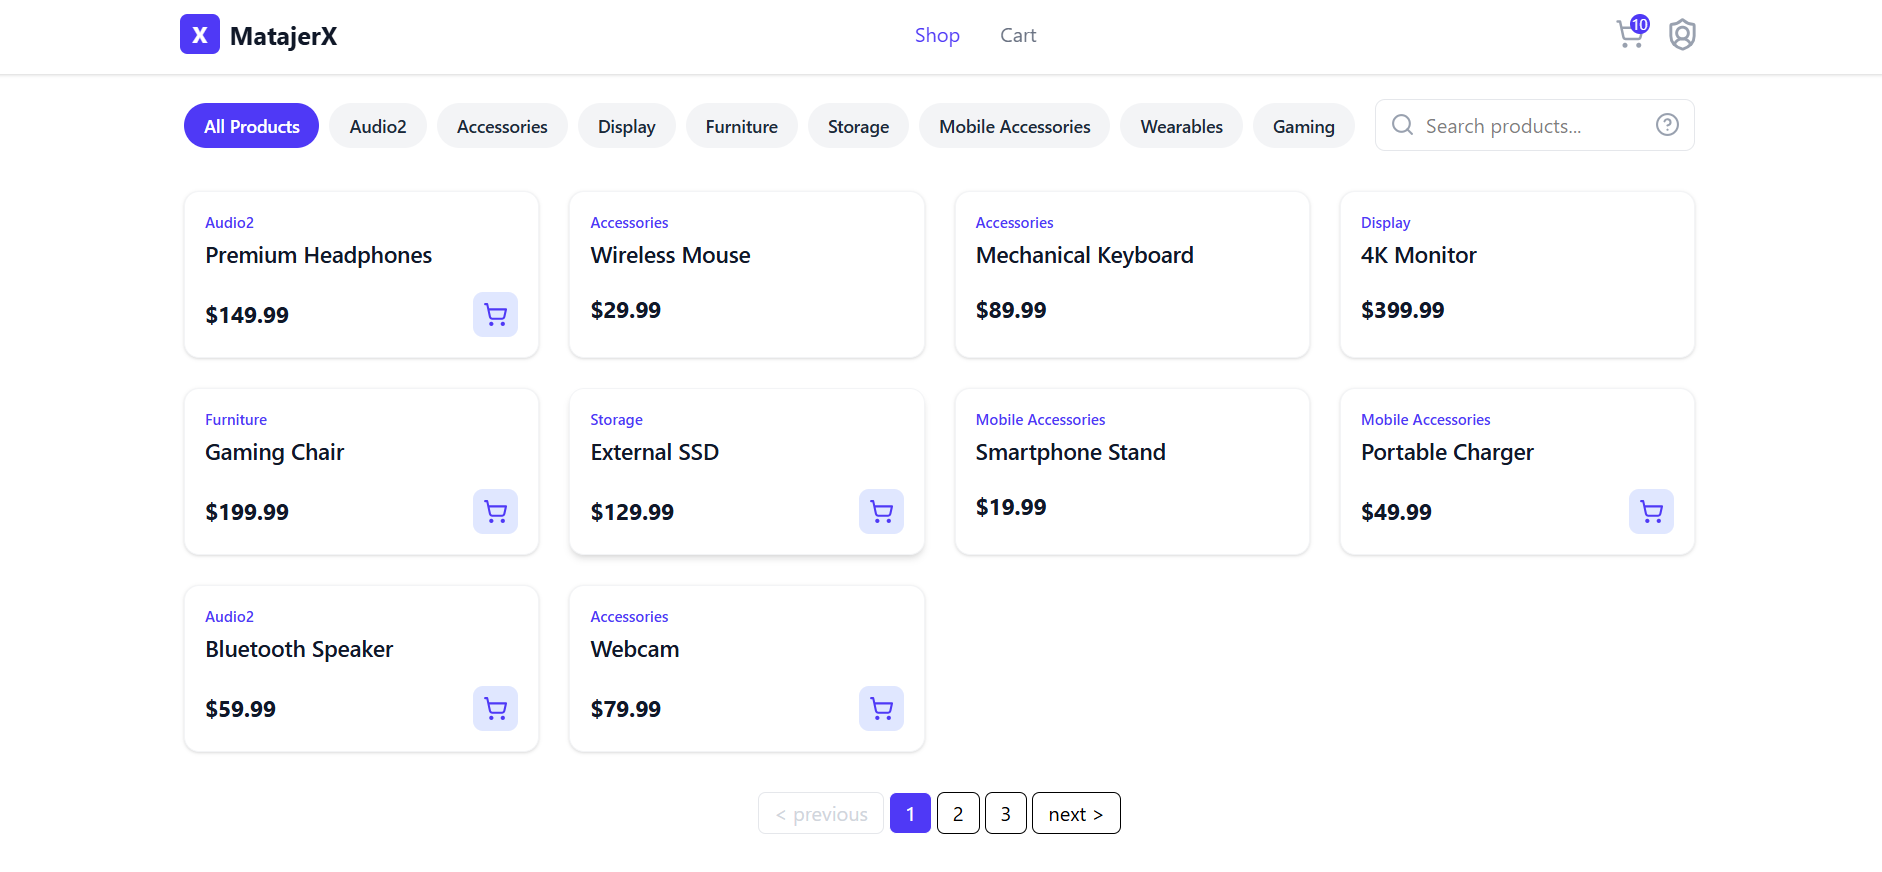 X MatajerX
Shop Cart
10
All Products Audio2 Accessories Display Furniture Storage Mobile Accessories Wearables Gaming Search products...
Audio2
Premium Headphones
$149.99
Accessories
Wireless Mouse
$29.99
Accessories
Mechanical Keyboard
$89.99
Display
4K Monitor
$399.99
Furniture
Gaming Chair
$199.99
Storage
External SSD
$129.99
Mobile Accessories
Smartphone Stand
$19.99
Mobile Accessories
Portable Charger
$49.99
Audio2
Bluetooth Speaker
$59.99
Accessories
Webcam
$79.99
< previous 1 2 3 next >